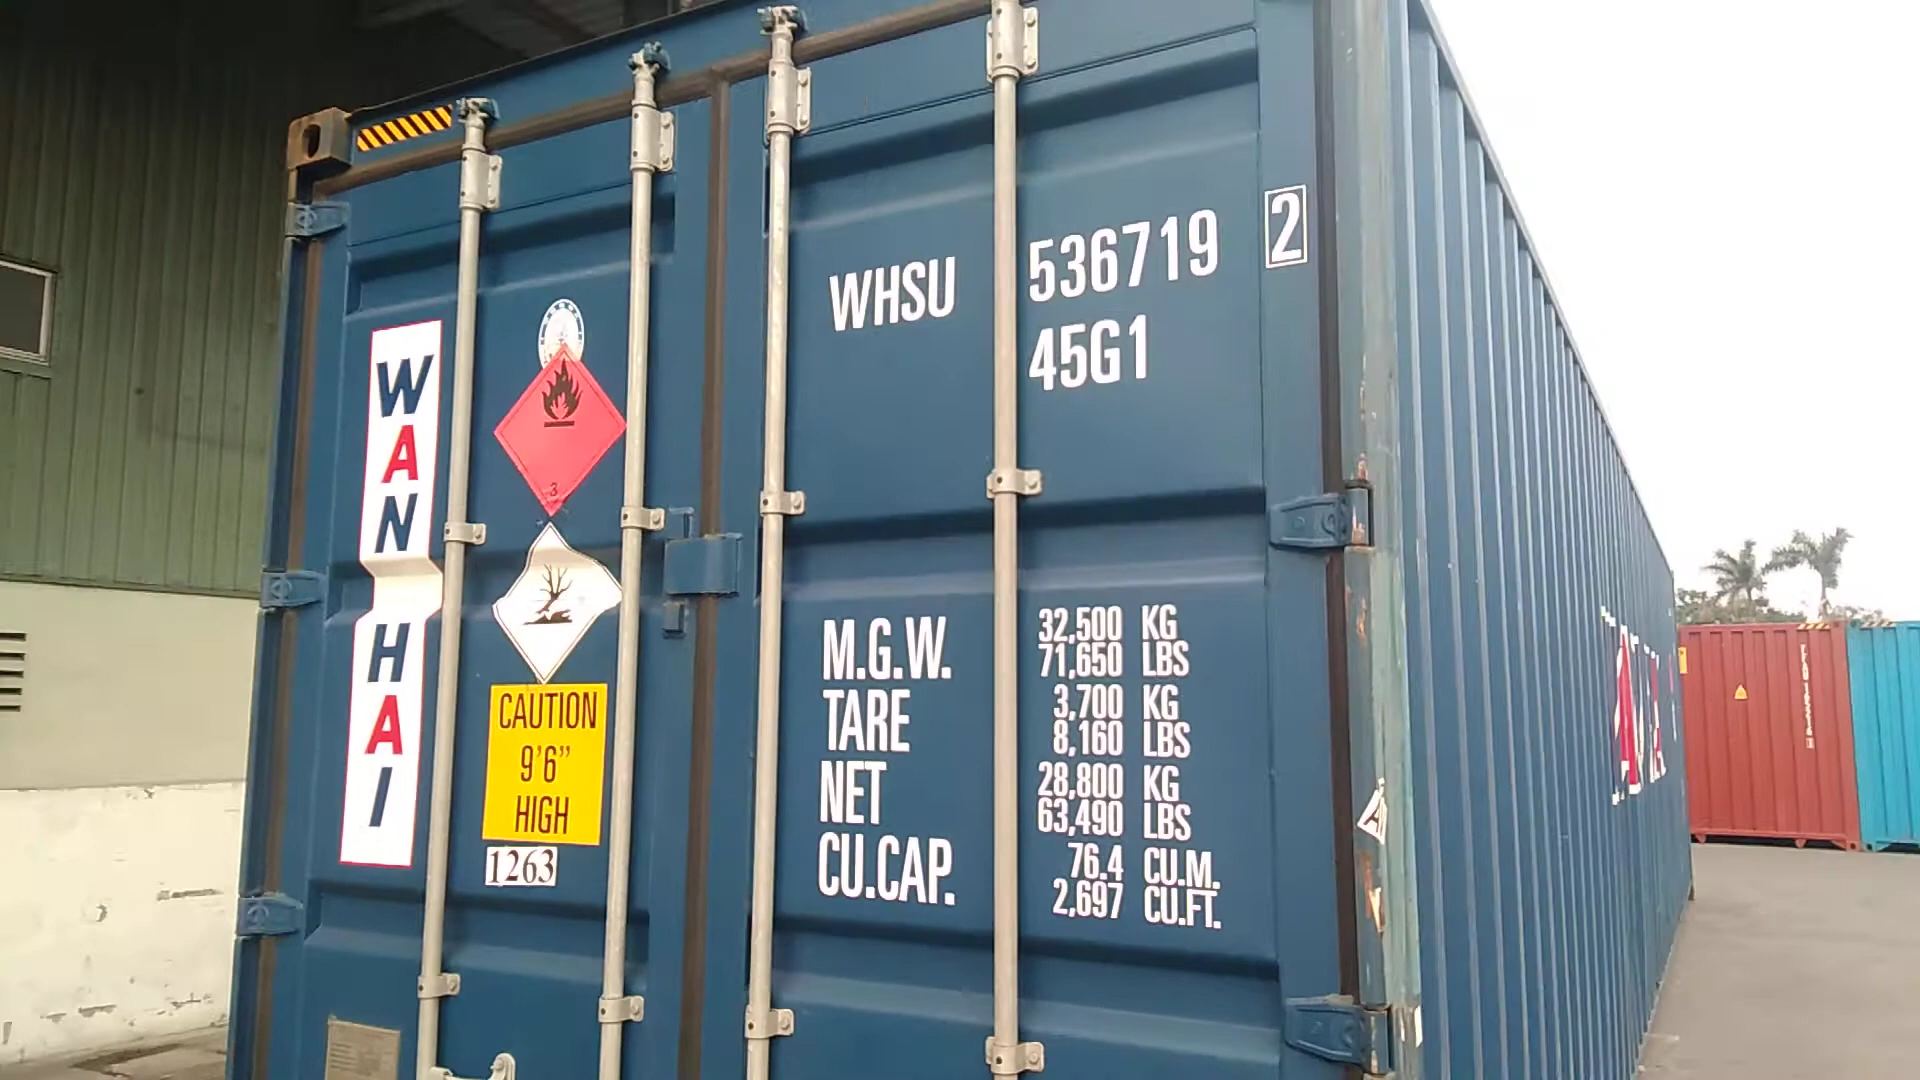 WAN HAI
3
CAUTION
9'6"
HIGH
1263
WHSU 536719 2
45G1
M.G.W. 32,500 KG
71,650 LBS
TARE 3,700 KG
8,160 LBS
NET 28,800 KG
63,490 LBS
CU.CAP. 76.4 CU.M.
2,697 CU.FT.